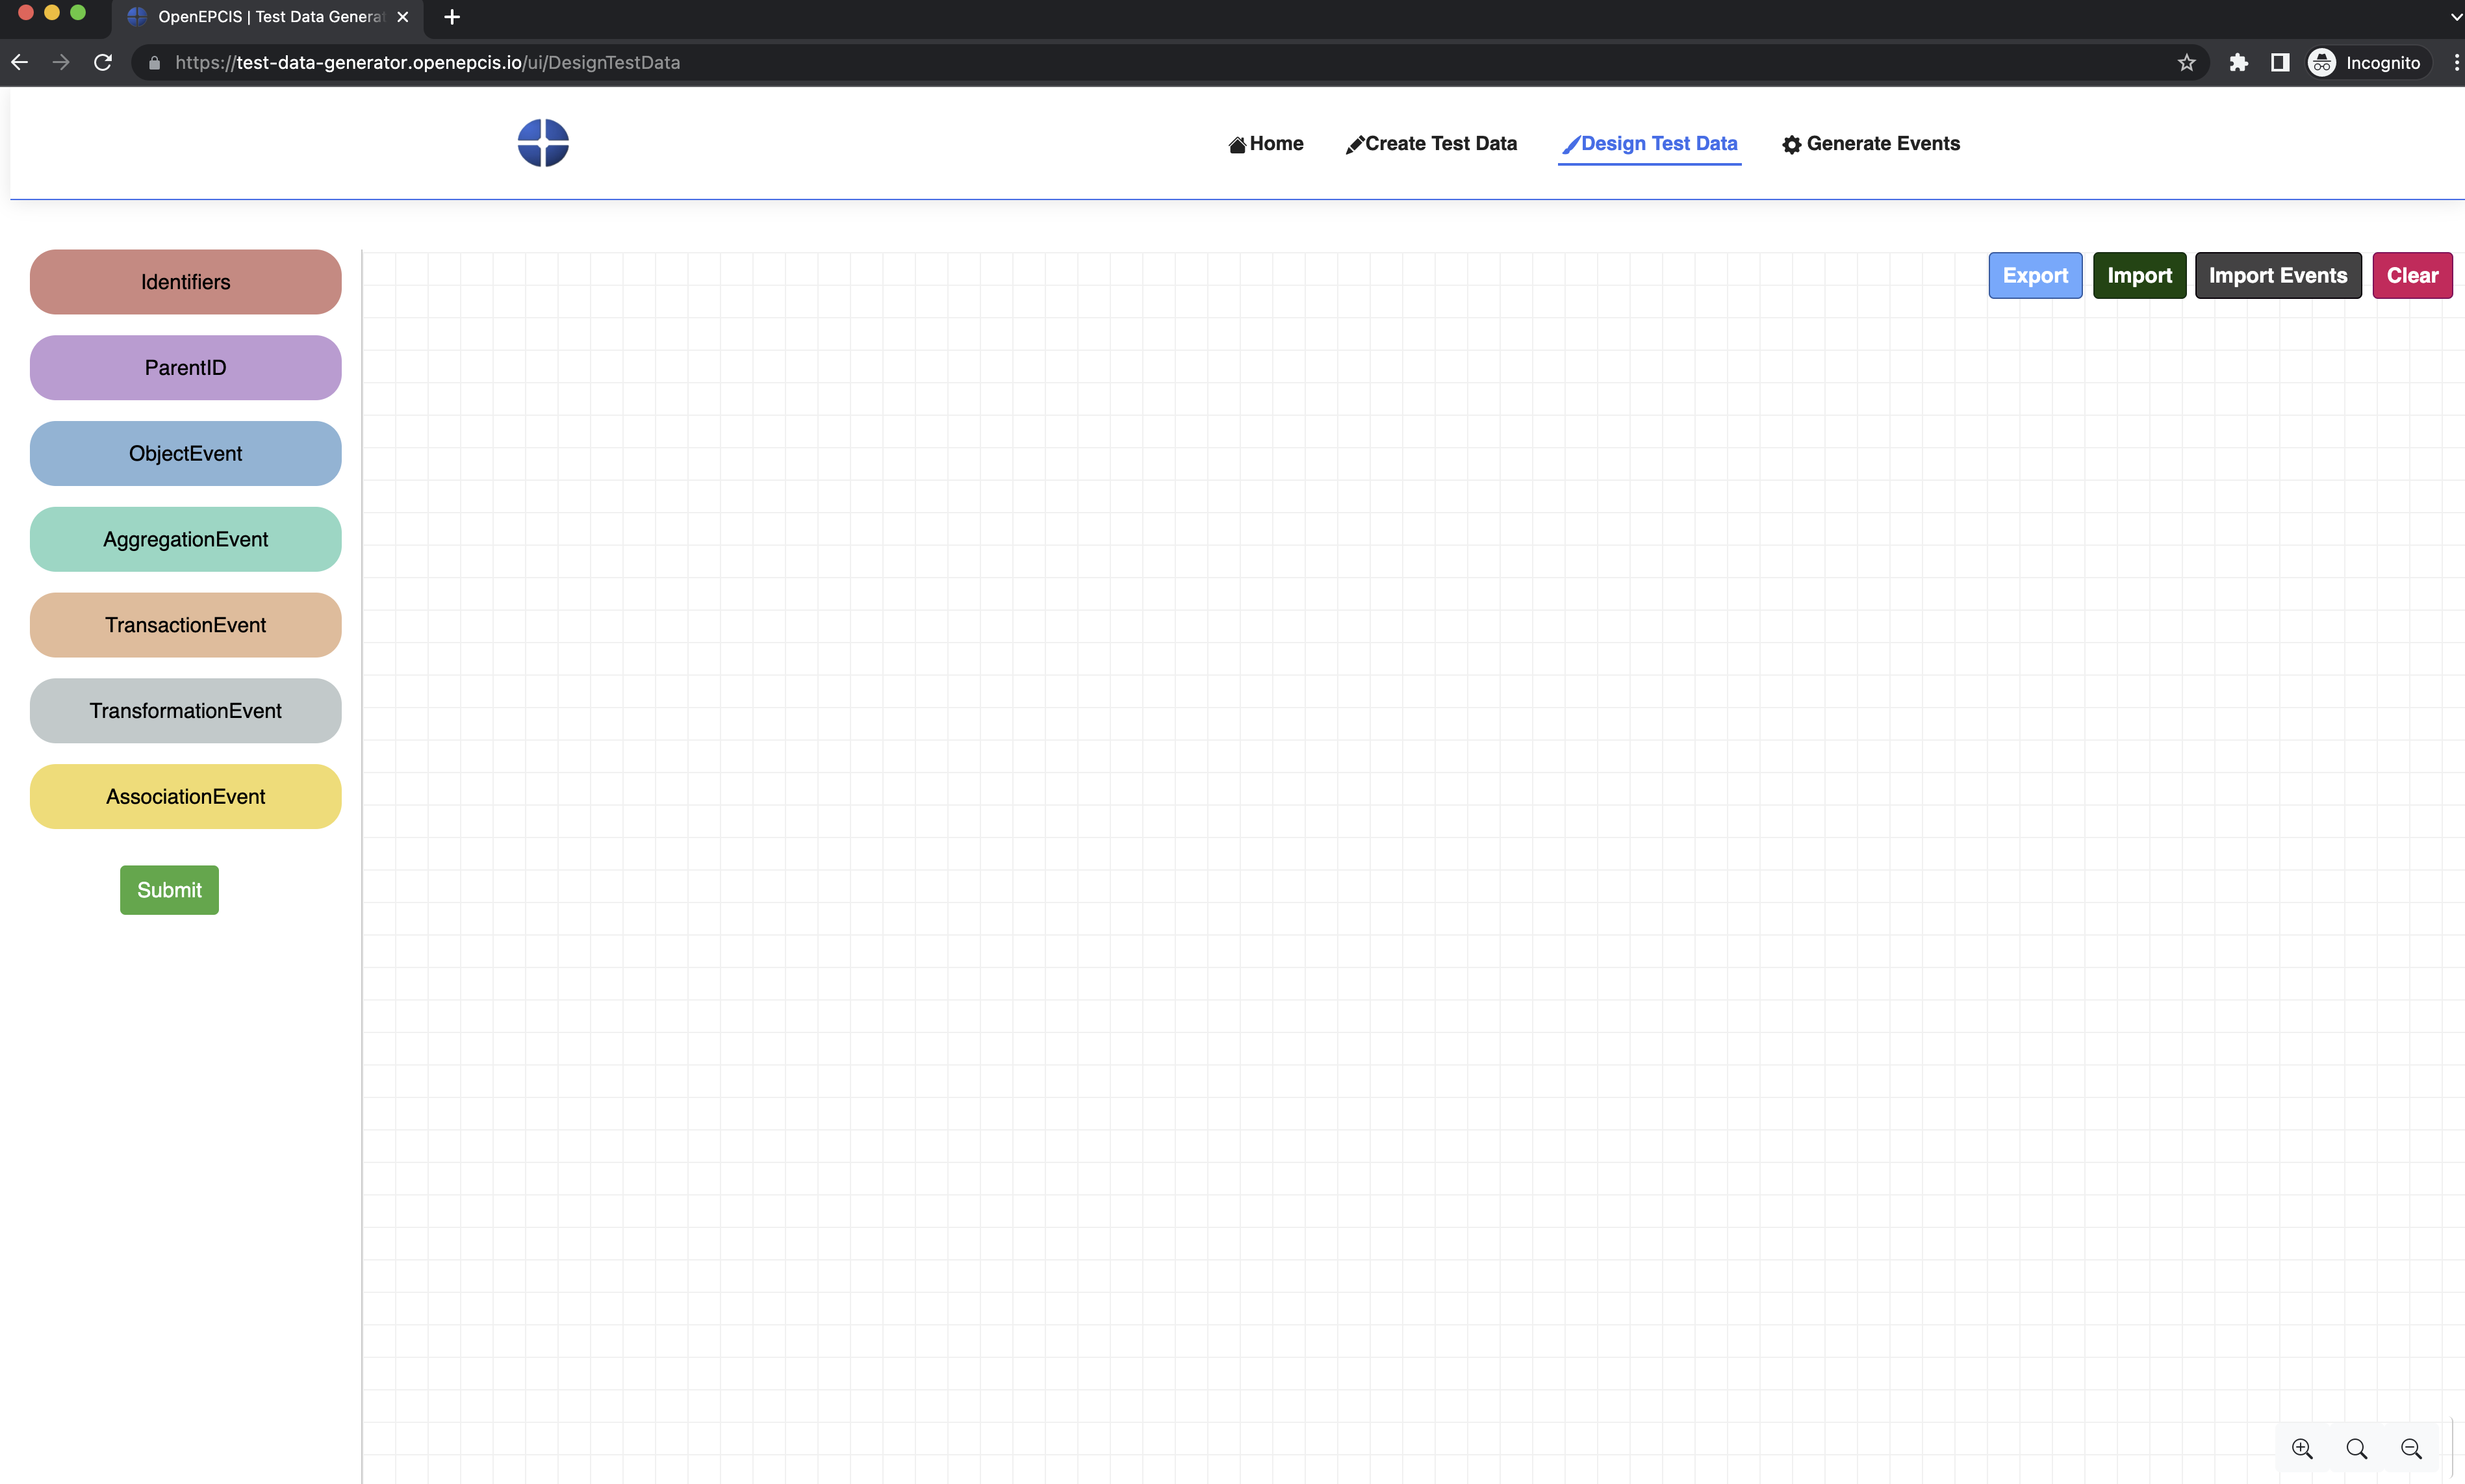 OpenEPCIS | Test Data Genera
https://test-data-generator.openepcis.io/ui/DesignTestData
Incognito
Home
Create Test Data
Design Test Data
Generate Events
Export
Import
Import Events
Clear
Identifiers
ParentID
ObjectEvent
AggregationEvent
TransactionEvent
TransformationEvent
AssociationEvent
Submit